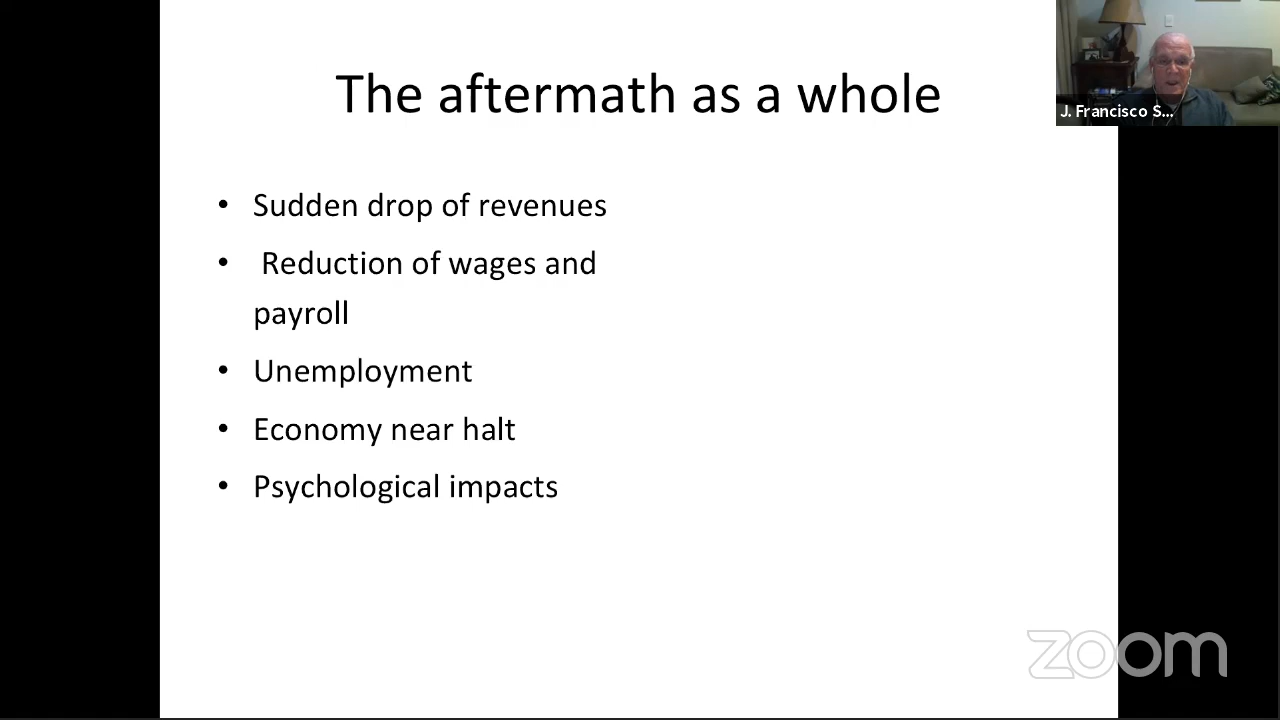 The aftermath as a whole
J. Francisco S...
• Sudden drop of revenues
• Reduction of wages and
payroll
• Unemployment
• Economy near halt
• Psychological impacts
zoom